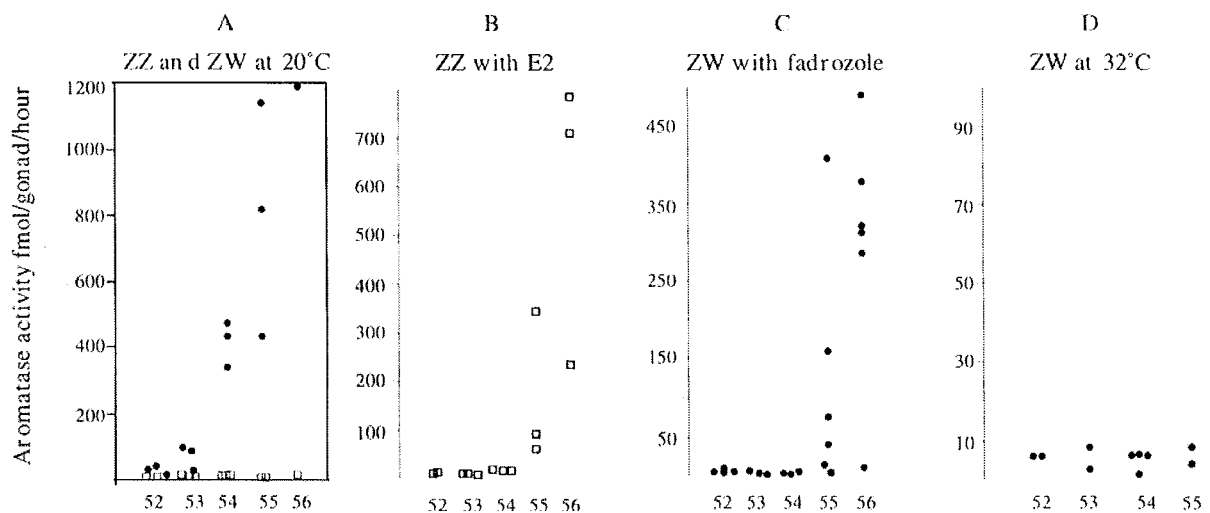 A
ZZ and ZW at 20°C
B
ZZ with E2
C
ZW with fadrozole
D
ZW at 32°C
Aromatase activity fmol/gonad/hour
1200
1000
800
600
400
200
52 53 54 55 56
700
600
500
400
300
200
100
52 53 54 55 56
450
350
250
150
50
52 53 54 55 56
90
70
50
30
10
52 53 54 55